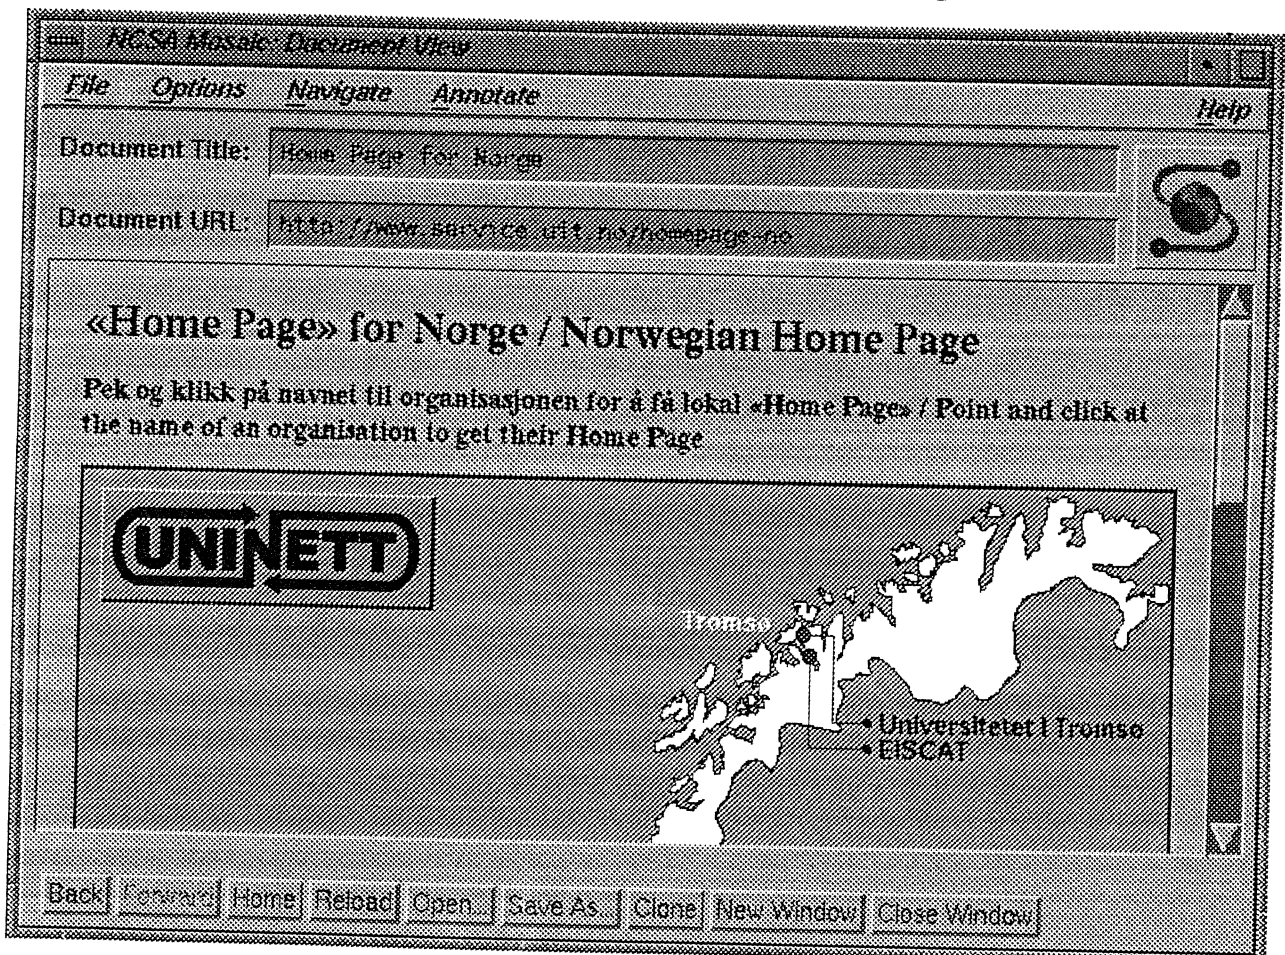 NCSA Mosaic: Document View
File Options Navigate Annotate Help
Document Title: Home Page for Norge
Document URL: http://www.service.uit.no/homepage-no
«Home Page» for Norge / Norwegian Home Page
Pek og klikk på navnet til organisasjonen for å få lokal «Home Page» / Point and click at
the name of an organisation to get their Home Page
UNINETT
Tromsø
Universitetet i Tromsø
EISCAT
Back Forward Home Reload Open... Save As... Clone New Window Close Window